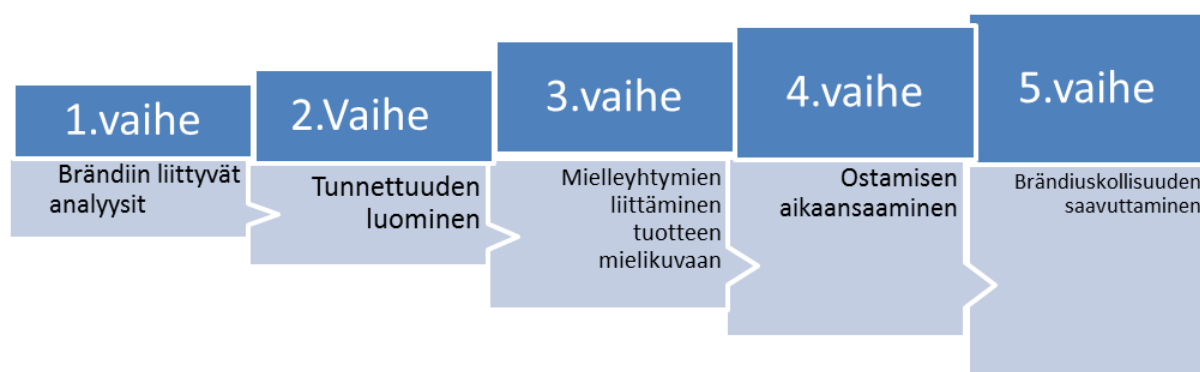 1.vaihe
Brändiin liittyvät
analyysit
2.Vaihe
Tunnettuuden
luominen
3.vaihe
Mielleyhtymien
liittäminen
tuotteen
mielikuvaan
4.vaihe
Ostamisen
aikaansaaminen
5.vaihe
Brändiuskollisuuden
saavuttaminen